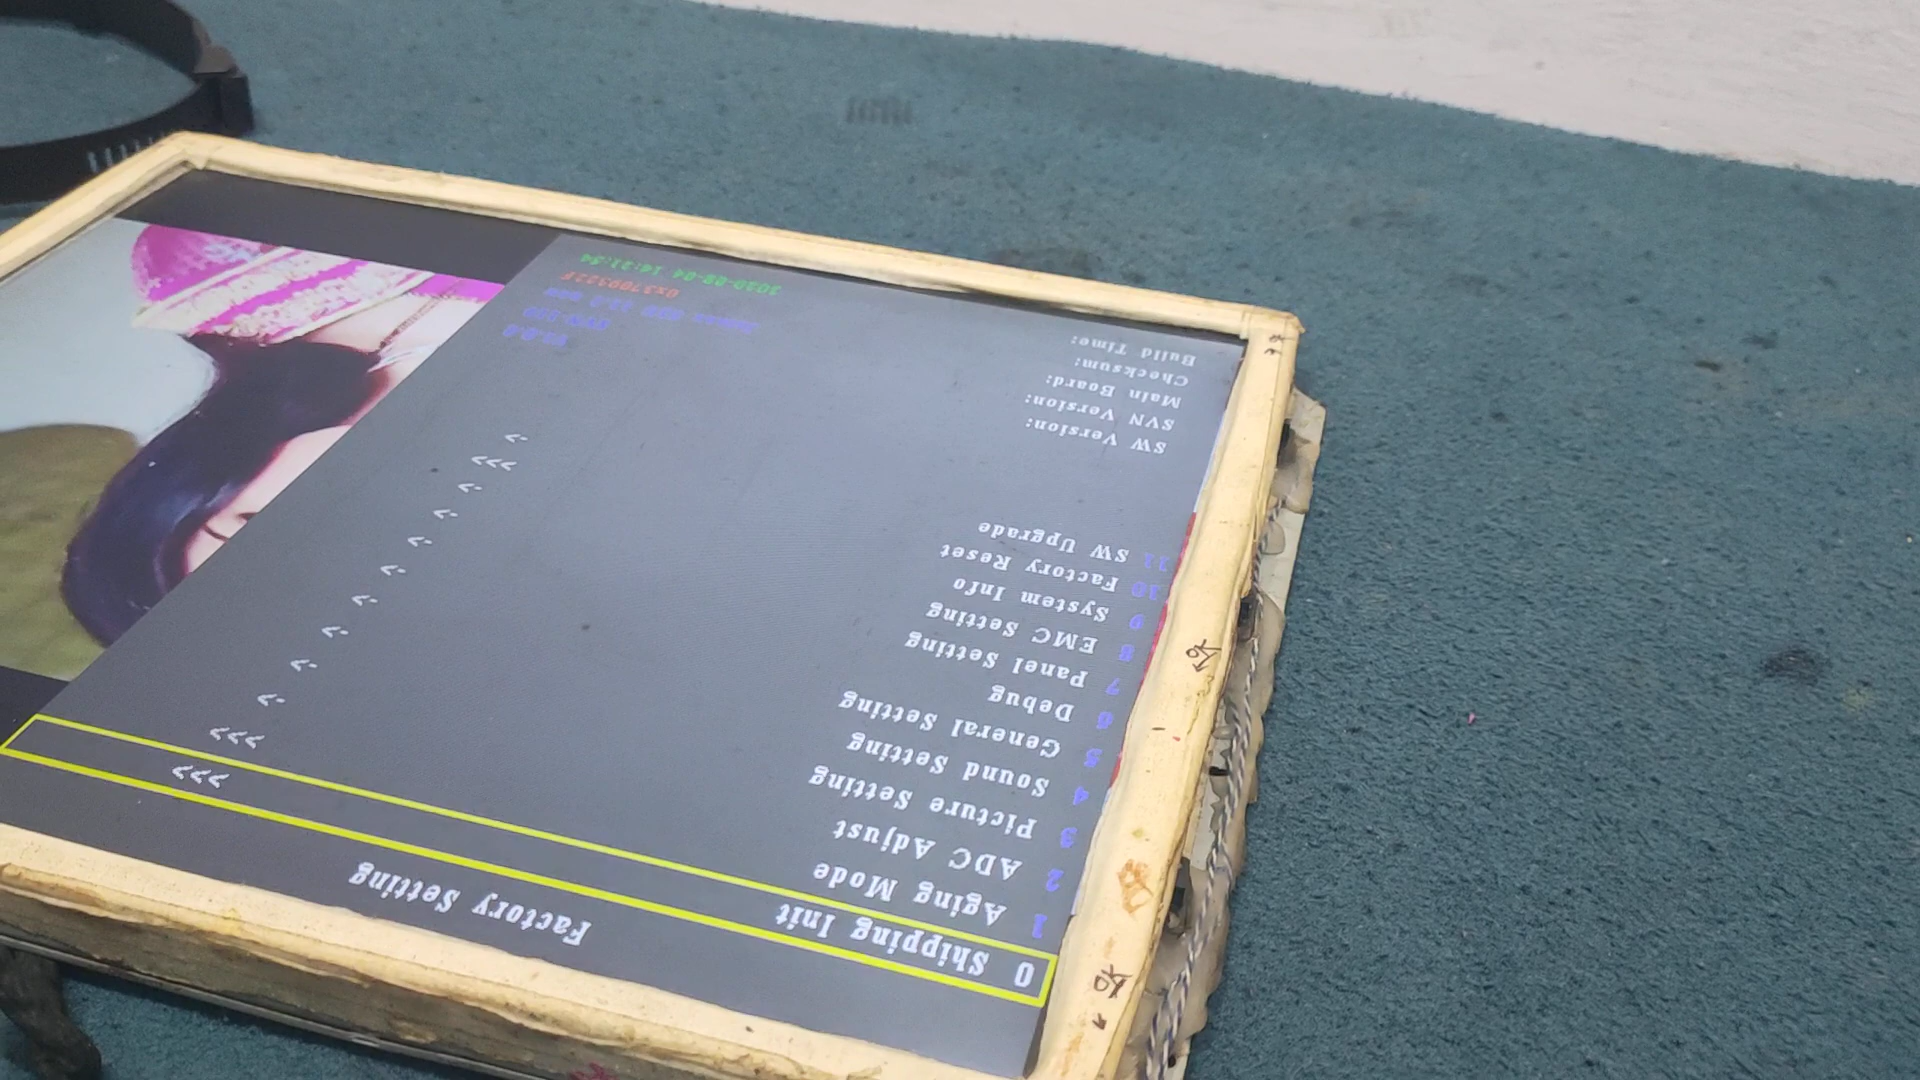 Factory Setting
0 Shipping Init >>>
1 Aging Mode >>>
2 ADC Adjust ->
3 Picture Setting ->
4 Sound Setting ->
5 General Setting ->
6 Debug ->
7 Panel Setting ->
8 EMC Setting ->
9 System Info ->
10 Factory Reset >>>
11 SW Upgrade ->
SW Version:
SVN Version:
Main Board:
Checksum:
Build Time:
OK
OK